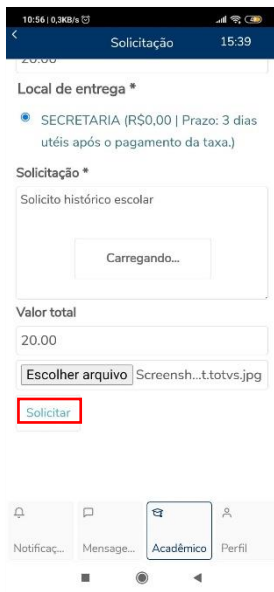 10:56 | 0,3KB/s
Solicitação 15:39
20.00
Local de entrega *
SECRETARIA (R$0,00 | Prazo: 3 dias
utéis após o pagamento da taxa.)
Solicitação *
Solicito histórico escolar
Carregando...
Valor total
20.00
Escolher arquivo Screensh...t.totvs.jpg
Solicitar
Notificaç... Message... Acadêmico Perfil